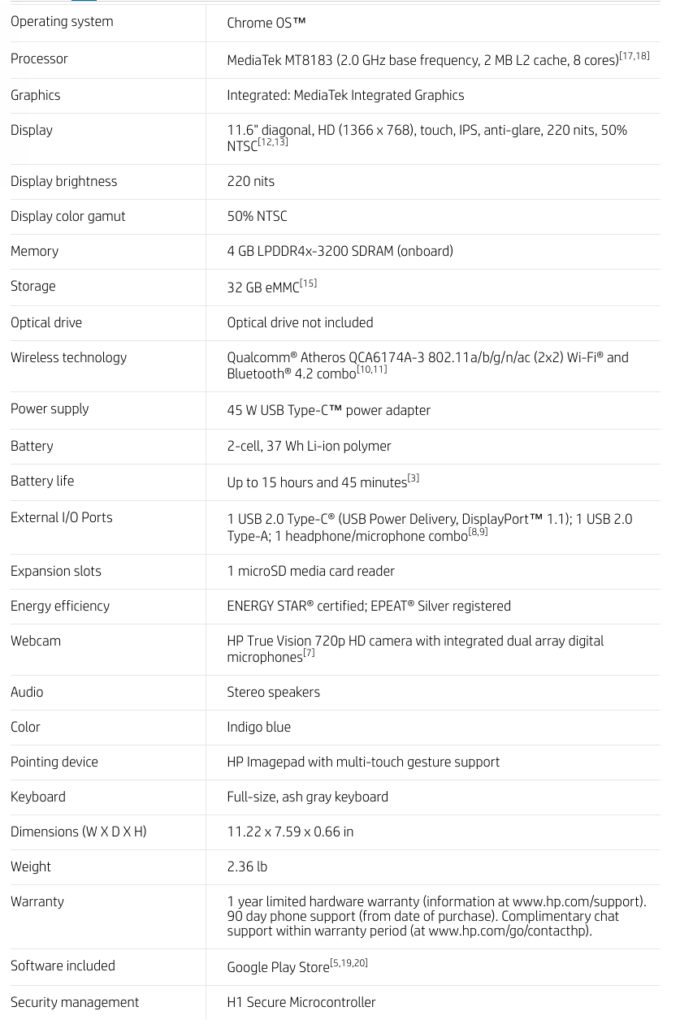 Operating system
Chrome OS™
Processor
MediaTek MT8183 (2.0 GHz base frequency, 2 MB L2 cache, 8 cores)[17,18]
Graphics
Integrated: MediaTek Integrated Graphics
Display
11.6" diagonal, HD (1366 x 768), touch, IPS, anti-glare, 220 nits, 50%
NTSC[12,13]
Display brightness
220 nits
Display color gamut
50% NTSC
Memory
4 GB LPDDR4x-3200 SDRAM (onboard)
Storage
32 GB eMMC[15]
Optical drive
Optical drive not included
Wireless technology
Qualcomm® Atheros QCA6174A-3 802.11a/b/g/n/ac (2x2) Wi-Fi® and
Bluetooth® 4.2 combo[10,11]
Power supply
45 W USB Type-C™ power adapter
Battery
2-cell, 37 Wh Li-ion polymer
Battery life
Up to 15 hours and 45 minutes[3]
External I/O Ports
1 USB 2.0 Type-C® (USB Power Delivery, DisplayPort™ 1.1); 1 USB 2.0
Type-A; 1 headphone/microphone combo[8,9]
Expansion slots
1 microSD media card reader
Energy efficiency
ENERGY STAR® certified; EPEAT® Silver registered
Webcam
HP True Vision 720p HD camera with integrated dual array digital
microphones[7]
Audio
Stereo speakers
Color
Indigo blue
Pointing device
HP Imagepad with multi-touch gesture support
Keyboard
Full-size, ash gray keyboard
Dimensions (W X D X H)
11.22 x 7.59 x 0.66 in
Weight
2.36 lb
Warranty
1 year limited hardware warranty (information at www.hp.com/support).
90 day phone support (from date of purchase). Complimentary chat
support within warranty period (at www.hp.com/go/contacthp).
Software included
Google Play Store[5,19,20]
Security management
H1 Secure Microcontroller